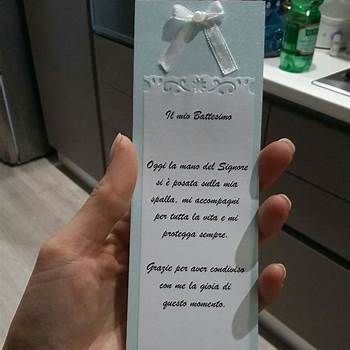 Il mio Battesimo
Oggi la mano del Signore
si è posata sulla mia
spalla, mi accompagni
per tutta la vita e mi
protegga sempre.
Grazie per aver condiviso
con me la gioia di
questo momento.